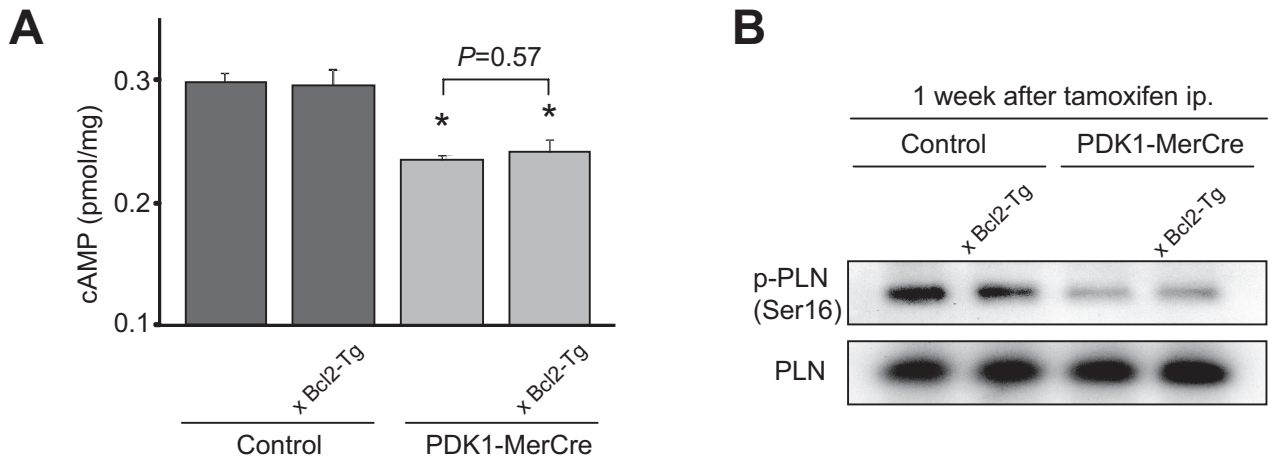 A
cAMP (pmol/mg)
0.3
0.2
0.1
P=0.57
*
*
x Bcl2-Tg
x Bcl2-Tg
Control
PDK1-MerCre
B
1 week after tamoxifen ip.
Control
PDK1-MerCre
x Bcl2-Tg
x Bcl2-Tg
p-PLN
(Ser16)
PLN